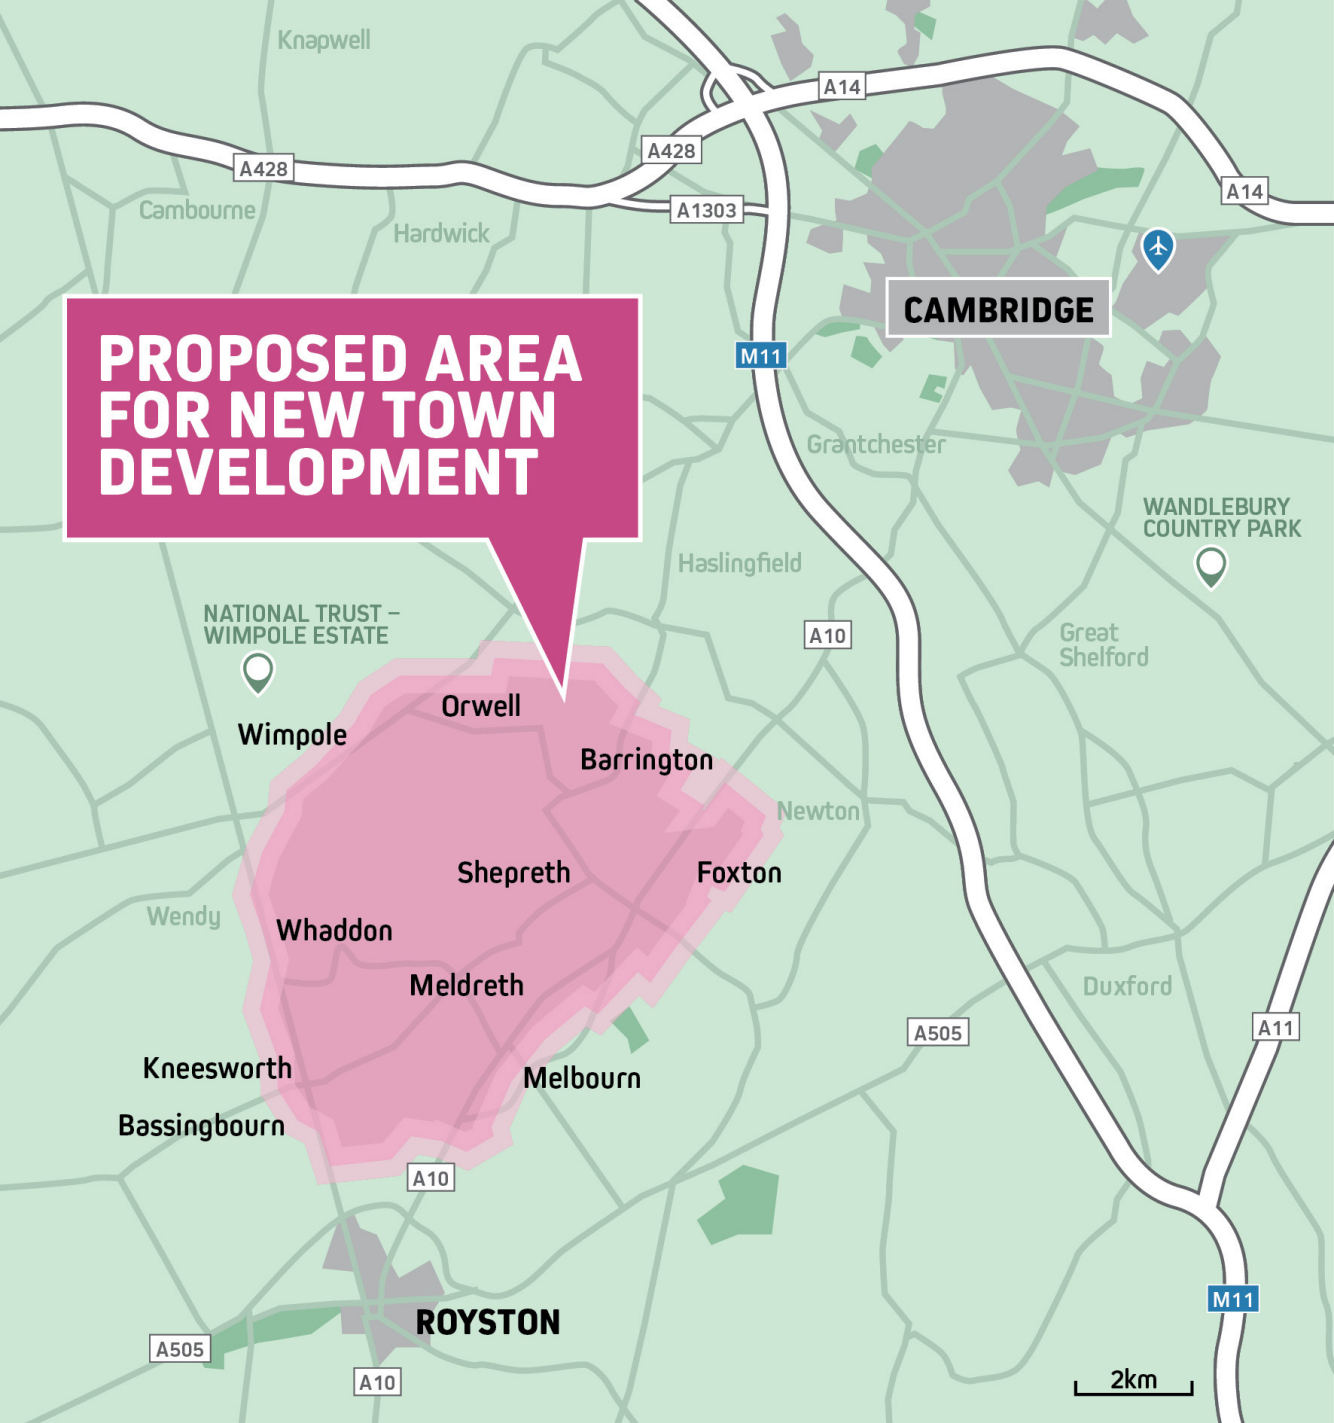 Knapwell
A14
A428
A428
A14
Cambourne
A1303
Hardwick
CAMBRIDGE
M11
PROPOSED AREA
FOR NEW TOWN
DEVELOPMENT
Grantchester
WANDLEBURY
COUNTRY PARK
Haslingfield
NATIONAL TRUST –
WIMPOLE ESTATE
A10
Great
Shelford
Orwell
Wimpole
Barrington
Newton
Shepreth
Foxton
Wendy
Whaddon
Meldreth
Duxford
A505
A11
Kneesworth
Melbourn
Bassingbourn
A10
M11
ROYSTON
A505
A10
2km